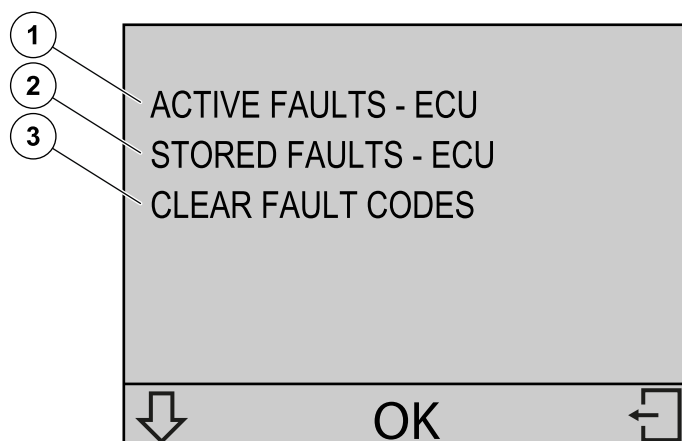 1
2
3
ACTIVE FAULTS - ECU
STORED FAULTS - ECU
CLEAR FAULT CODES
OK